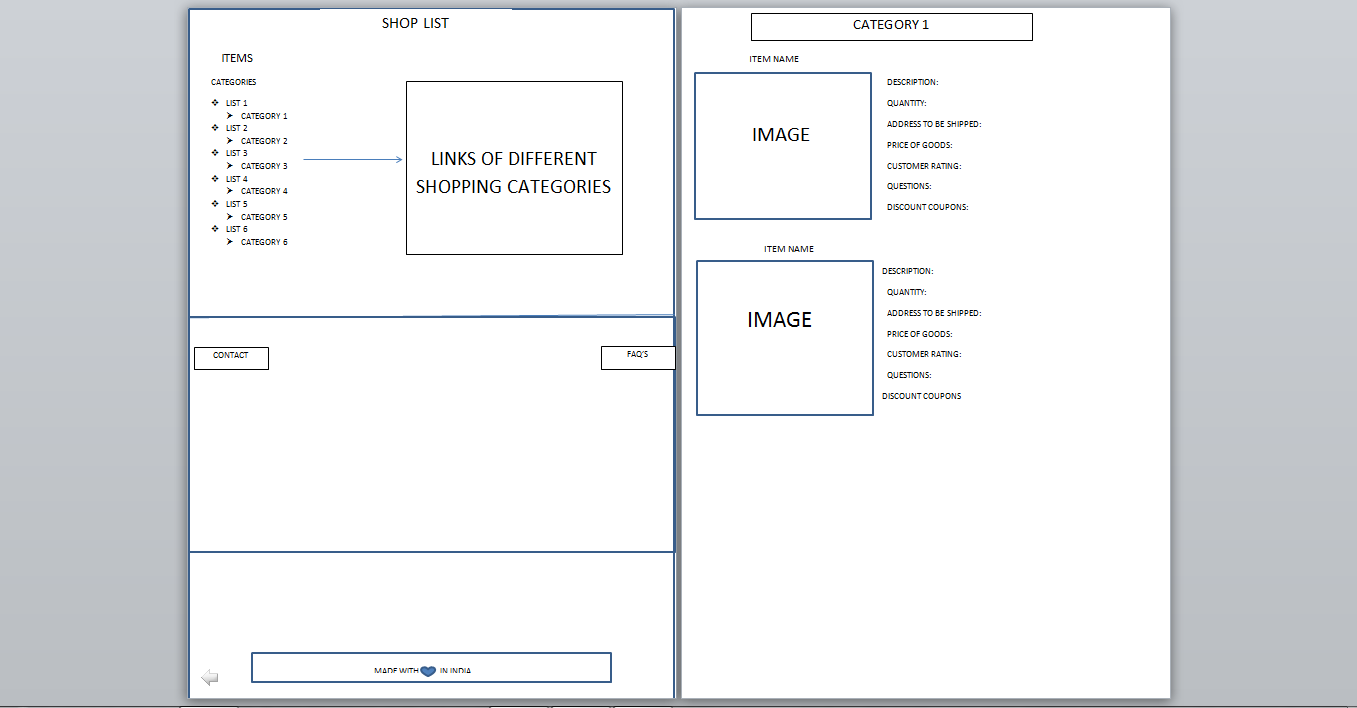 SHOP LIST
ITEMS
CATEGORIES
LIST 1
CATEGORY 1
LIST 2
CATEGORY 2
LIST 3
CATEGORY 3
LIST 4
CATEGORY 4
LIST 5
CATEGORY 5
LIST 6
CATEGORY 6
LINKS OF DIFFERENT
SHOPPING CATEGORIES
CONTACT
FAQ'S
MADE WITH IN INDIA
CATEGORY 1
ITEM NAME
IMAGE
DESCRIPTION:
QUANTITY:
ADDRESS TO BE SHIPPED:
PRICE OF GOODS:
CUSTOMER RATING:
QUESTIONS:
DISCOUNT COUPONS:
ITEM NAME
IMAGE
DESCRIPTION:
QUANTITY:
ADDRESS TO BE SHIPPED:
PRICE OF GOODS:
CUSTOMER RATING:
QUESTIONS:
DISCOUNT COUPONS